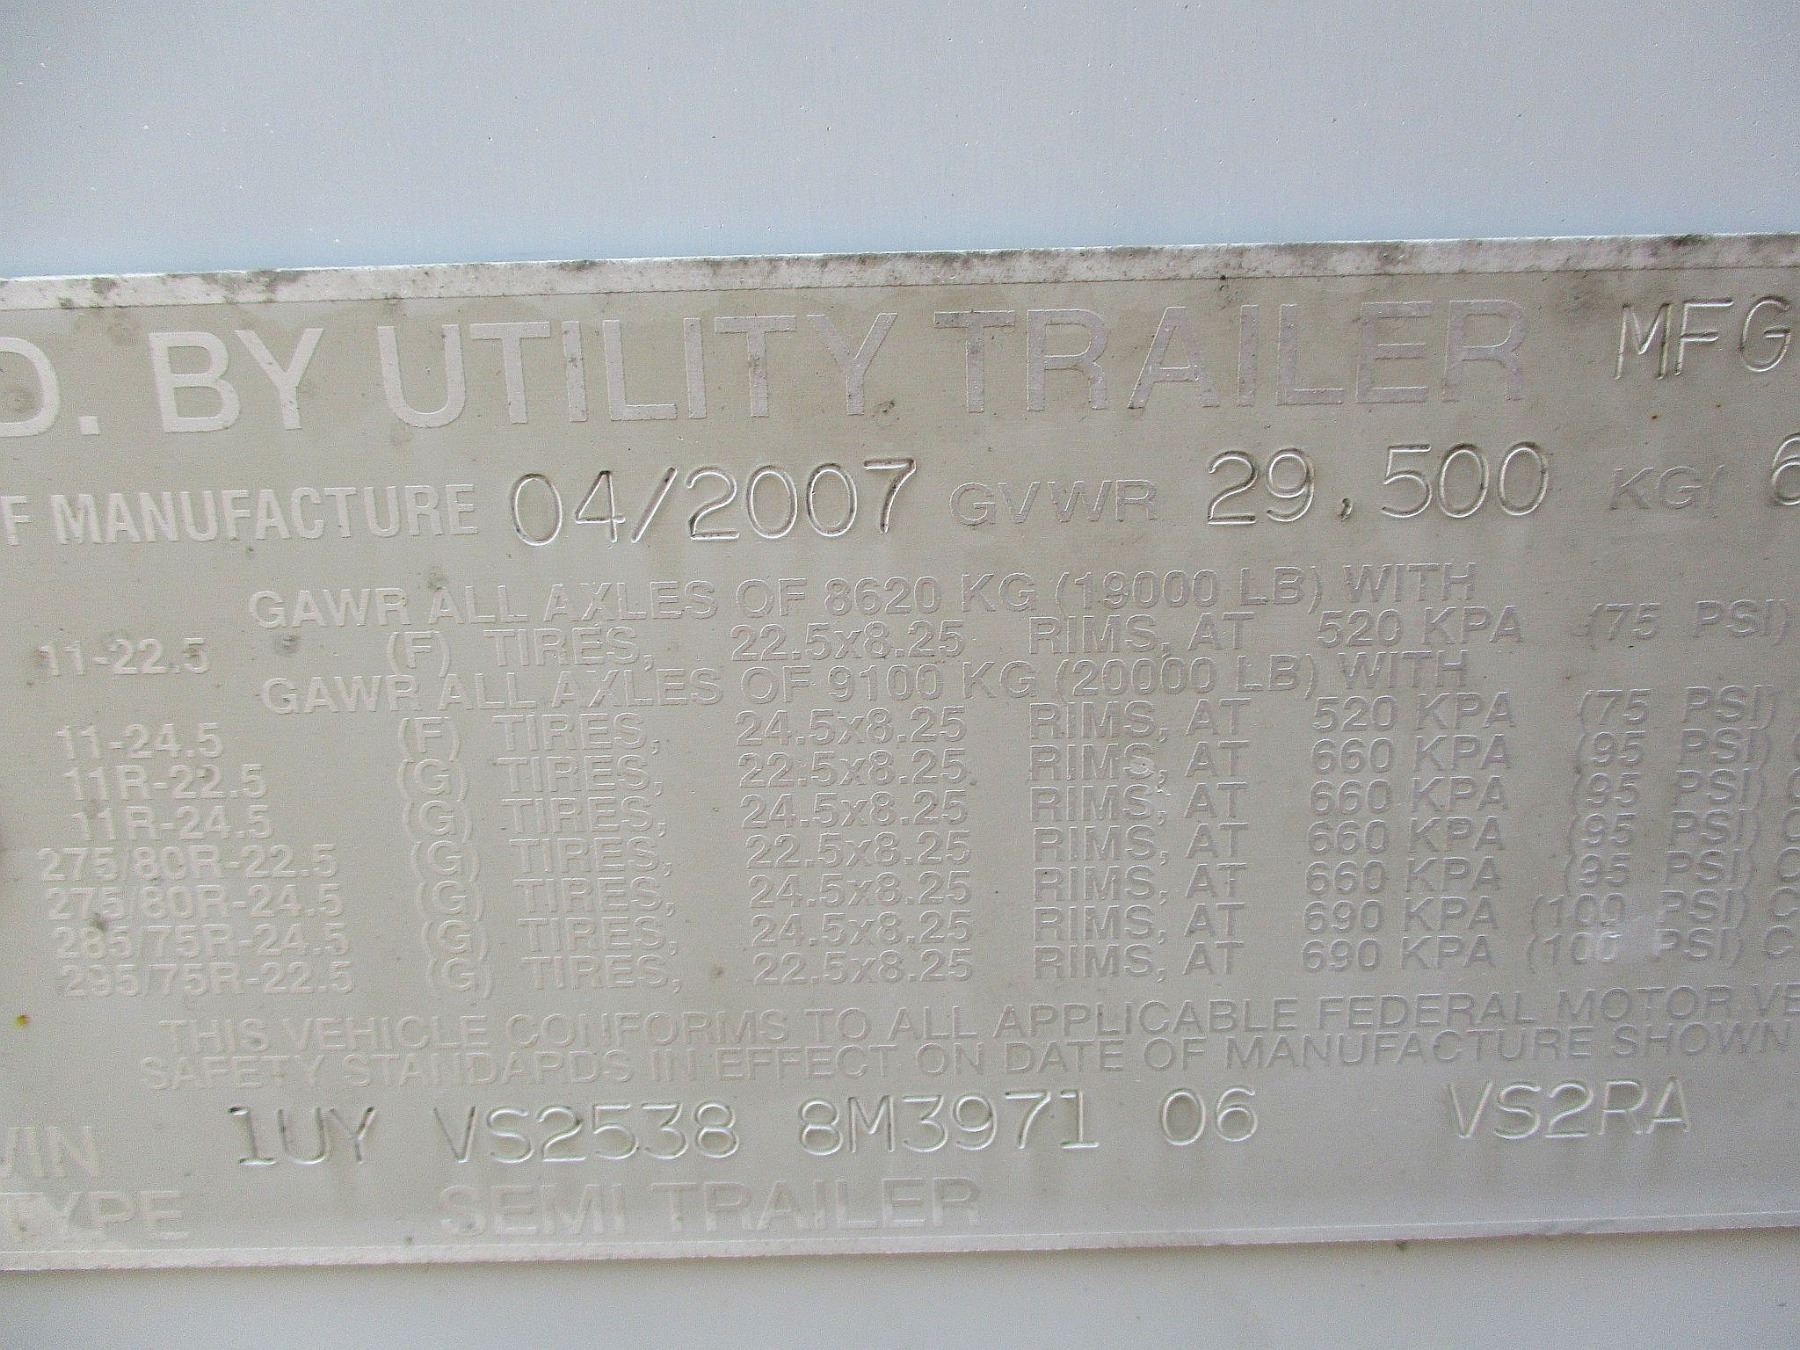 D. BY UTILITY TRAILER MFG
F MANUFACTURE 04/2007 GVWR 29,500 KG( 6
GAWR ALL AXLES OF 8620 KG (19000 LB) WITH
11-22.5 (F) TIRES, 22.5x8.25 RIMS, AT 520 KPA (75 PSI)
GAWR ALL AXLES OF 9100 KG (20000 LB) WITH
11-24.5 (F) TIRES, 24.5x8.25 RIMS, AT 520 KPA (75 PSI)
11R-22.5 (G) TIRES, 22.5x8.25 RIMS, AT 660 KPA (95 PSI)
11R-24.5 (G) TIRES, 24.5x8.25 RIMS, AT 660 KPA (95 PSI)
275/80R-22.5 (G) TIRES, 22.5x8.25 RIMS, AT 660 KPA (95 PSI)
275/80R-24.5 (G) TIRES, 24.5x8.25 RIMS, AT 660 KPA (95 PSI)
285/75R-24.5 (G) TIRES, 24.5x8.25 RIMS, AT 690 KPA (100 PSI)
295/75R-22.5 (G) TIRES, 22.5x8.25 RIMS, AT 690 KPA (100 PSI) C
THIS VEHICLE CONFORMS TO ALL APPLICABLE FEDERAL MOTOR VE
SAFETY STANDARDS IN EFFECT ON DATE OF MANUFACTURE SHOWN
VIN 1UY VS2538 8M3971 06 VS2RA
TYPE SEMI TRAILER